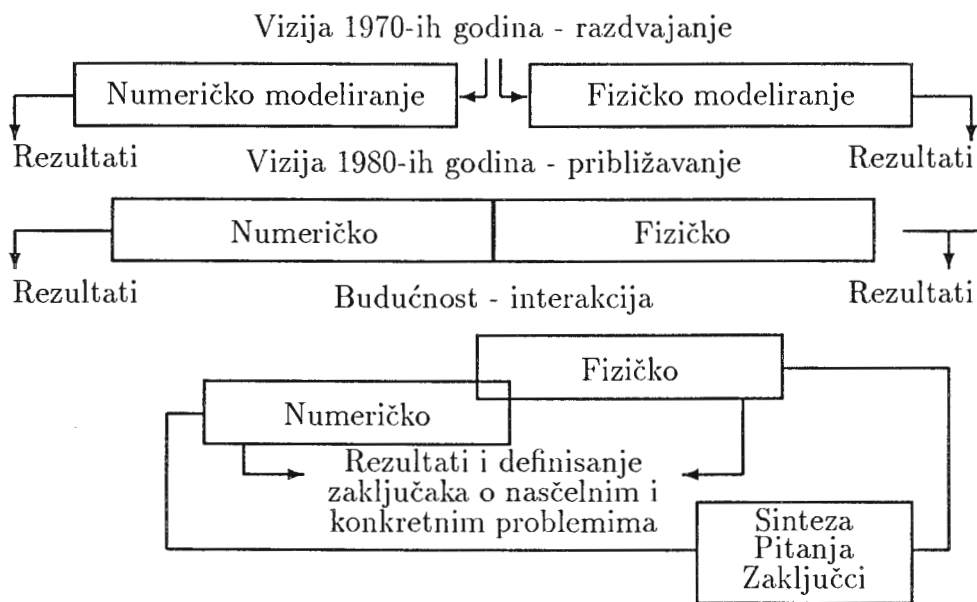 Vizija 1970-ih godina - razdvajanje
Numeričko modeliranje
Fizičko modeliranje
Rezultati
Rezultati
Vizija 1980-ih godina - približavanje
Numeričko
Fizičko
Rezultati
Rezultati
Budućnost - interakcija
Fizičko
Numeričko
Rezultati i definisanje
zaključaka o nasčelnim i
konkretnim problemima
Sinteza
Pitanja
Zaključci